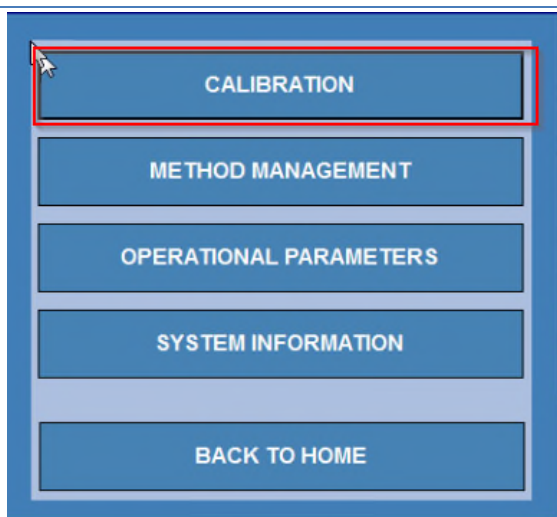 CALIBRATION
METHOD MANAGEMENT
OPERATIONAL PARAMETERS
SYSTEM INFORMATION
BACK TO HOME